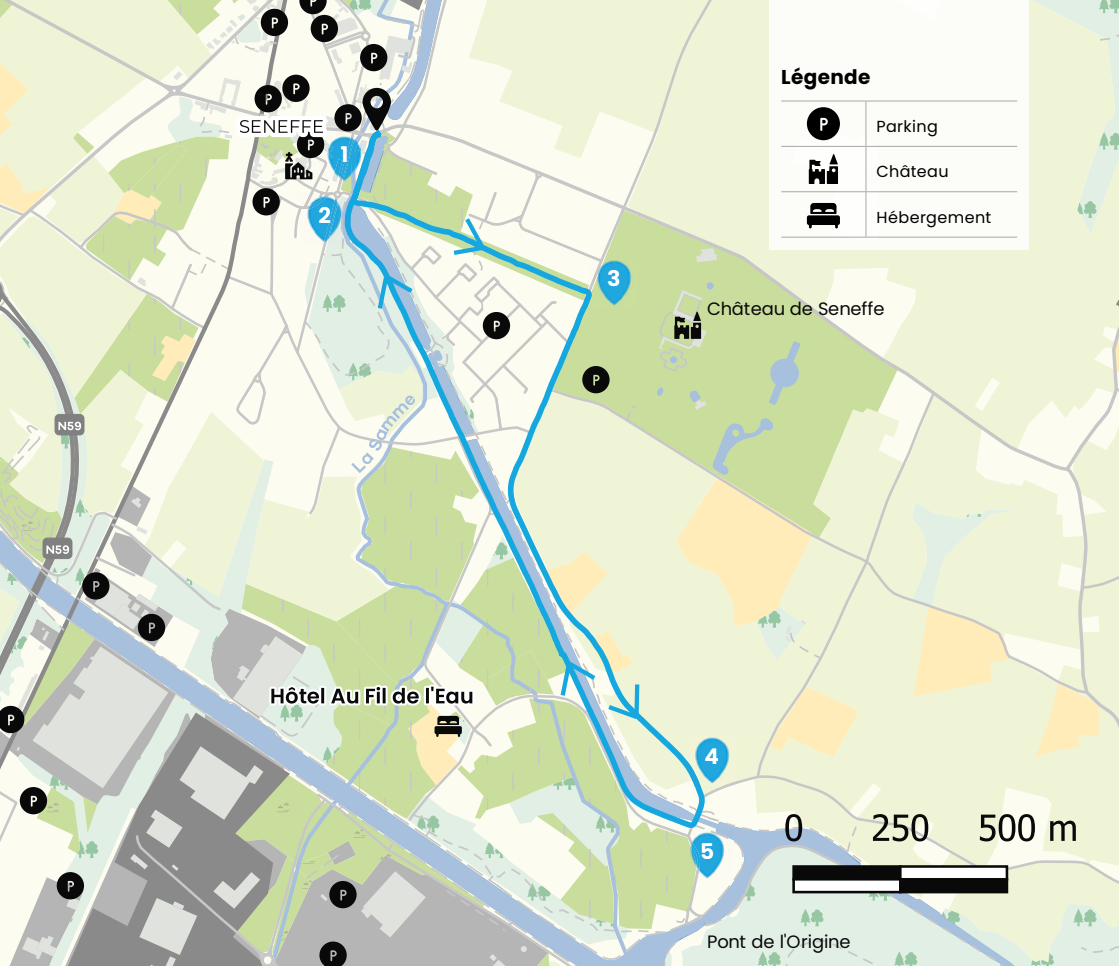 P
P
P
P
P
P
P
SENEFFE
P
1
P
2
3
Légende
P Parking
Château
Hébergement
Château de Seneffe
P
P
La Samme
N59
N59
P
P
Hôtel Au Fil de l'Eau
P
4
P
5
0 250 500 m
P
P
Pont de l'Origine
P